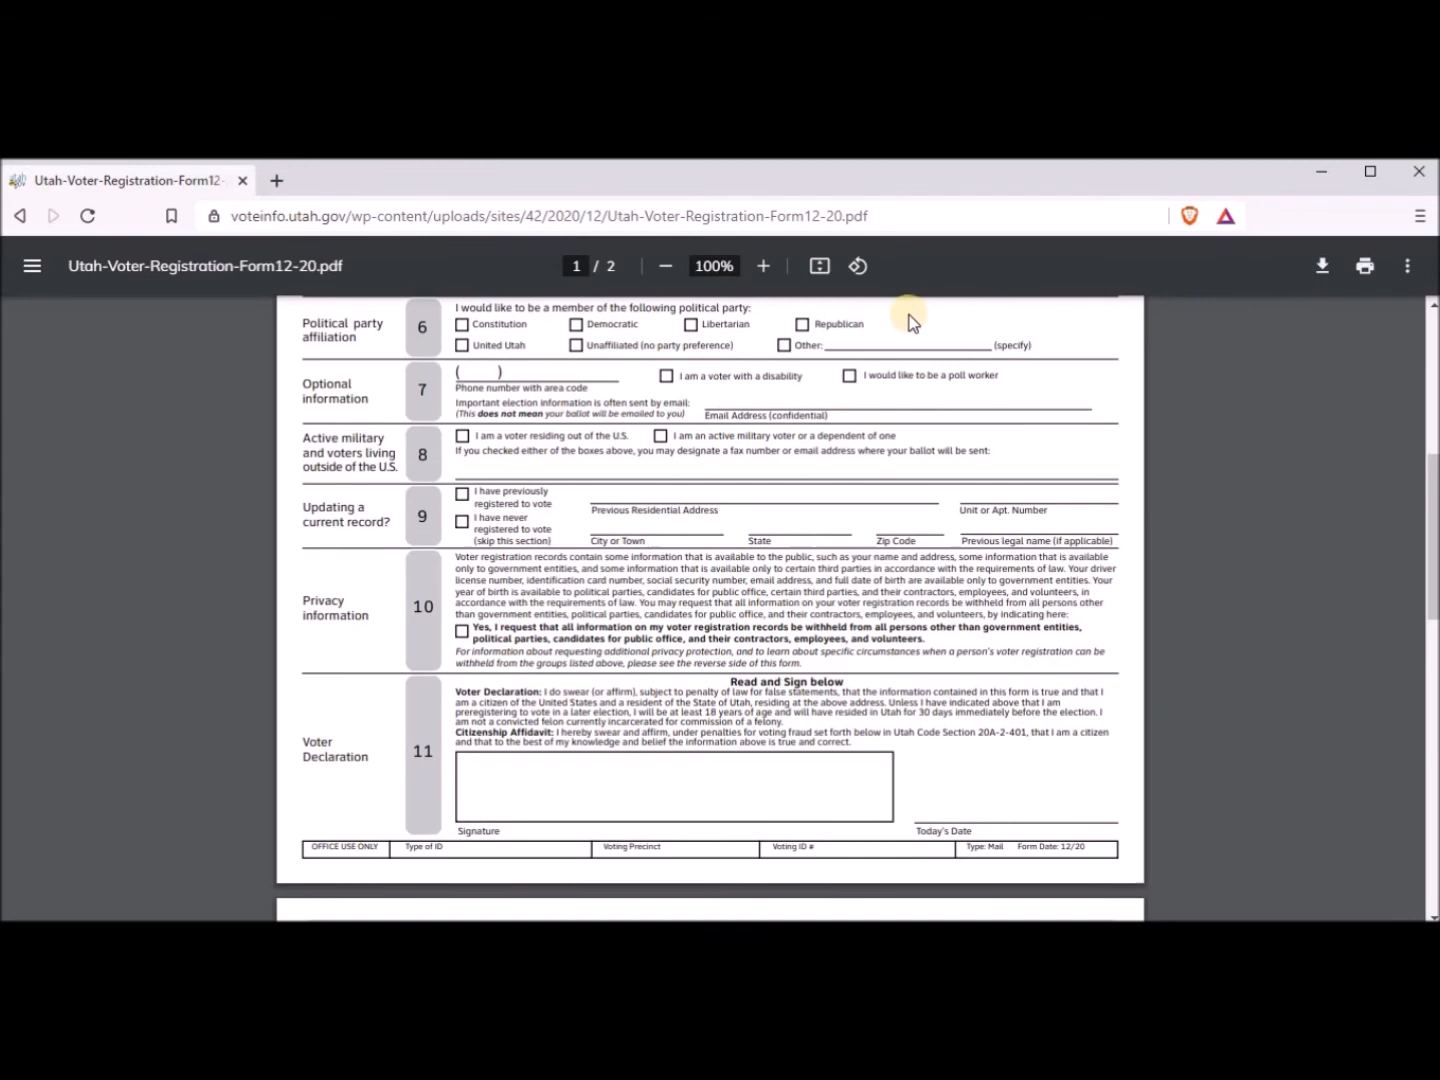 Utah-Voter-Registration-Form12-
voteinfo.utah.gov/wp-content/uploads/sites/42/2020/12/Utah-Voter-Registration-Form12-20.pdf
Utah-Voter-Registration-Form12-20.pdf
1 / 2
100%
Political party
affiliation
6
I would like to be a member of the following political party:
Constitution Democratic Libertarian Republican
United Utah Unaffiliated (no party preference) Other: (specify)
Optional
information
7
( )
Phone number with area code
I am a voter with a disability I would like to be a poll worker
Important election information is often sent by email:
(This does not mean your ballot will be emailed to you) Email Address (confidential)
Active military
and voters living
outside of the U.S.
8
I am a voter residing out of the U.S. I am an active military voter or a dependent of one
If you checked either of the boxes above, you may designate a fax number or email address where your ballot will be sent:
Updating a
current record?
9
I have previously
registered to vote
I have never
registered to vote
(skip this section)
Previous Residential Address Unit or Apt. Number
City or Town State Zip Code Previous legal name (if applicable)
Privacy
information
10
Voter registration records contain some information that is available to the public, such as your name and address, some information that is available
only to government entities, and some information that is available only to certain third parties in accordance with the requirements of law. Your driver
license number, identification card number, social security number, email address, and full date of birth are available only to government entities. Your
year of birth is available to political parties, candidates for public office, certain third parties, and their contractors, employees, and volunteers, in
accordance with the requirements of law. You may request that all information on your voter registration records be withheld from all persons other
than government entities, political parties, candidates for public office, and their contractors, employees, and volunteers, by indicating here:
Yes, I request that all information on my voter registration records be withheld from all persons other than government entities,
political parties, candidates for public office, and their contractors, employees, and volunteers.
For information about requesting additional privacy protection, and to learn about specific circumstances when a person's voter registration can be
withheld from the groups listed above, please see the reverse side of this form.
Voter
Declaration
11
Read and Sign below
Voter Declaration: I do swear (or affirm), subject to penalty of law for false statements, that the information contained in this form is true and that I
am a citizen of the United States and a resident of the State of Utah, residing at the above address. Unless I have indicated above that I am
preregistering to vote in a later election, I will be at least 18 years of age and will have resided in Utah for 30 days immediately before the election. I
am not a convicted felon currently incarcerated for commission of a felony.
Citizenship Affidavit: I hereby swear and affirm, under penalties for voting fraud set forth below in Utah Code Section 20A-2-401, that I am a citizen
and that to the best of my knowledge and belief the information above is true and correct.
Signature Today's Date
OFFICE USE ONLY Type of ID Voting Precinct Voting ID # Type: Mail Form Date: 12/20